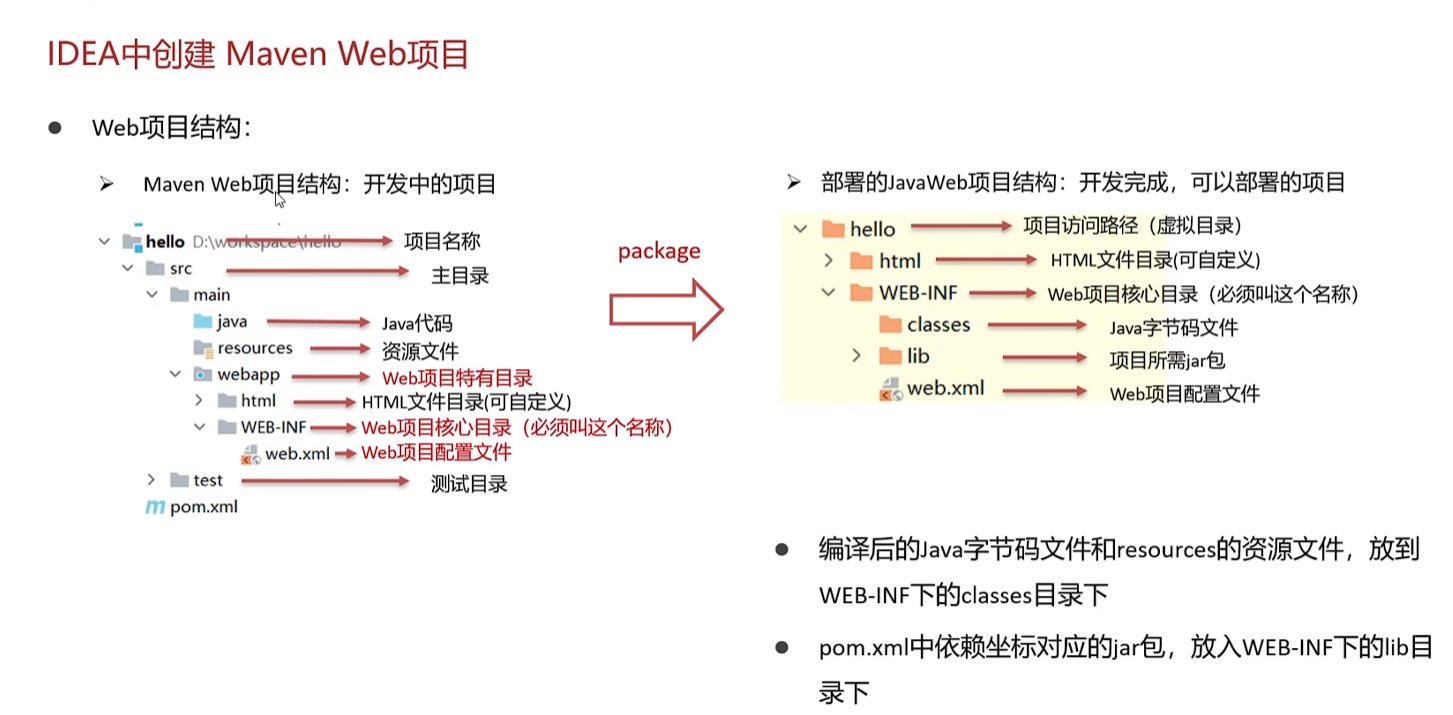 IDEA中创建 Maven Web项目
● Web项目结构：
➢ Maven Web项目结构：开发中的项目
hello D:\workspace\hello 项目名称
src 主目录
main
java Java代码
resources 资源文件
webapp Web项目特有目录
html HTML文件目录(可自定义)
WEB-INF Web项目核心目录（必须叫这个名称）
web.xml Web项目配置文件
test 测试目录
pom.xml
package
➢ 部署的JavaWeb项目结构：开发完成，可以部署的项目
hello 项目访问路径（虚拟目录）
html HTML文件目录(可自定义)
WEB-INF Web项目核心目录（必须叫这个名称）
classes Java字节码文件
lib 项目所需jar包
web.xml Web项目配置文件
● 编译后的Java字节码文件和resources的资源文件，放到
WEB-INF下的classes目录下
● pom.xml中依赖坐标对应的jar包，放入WEB-INF下的lib目
录下